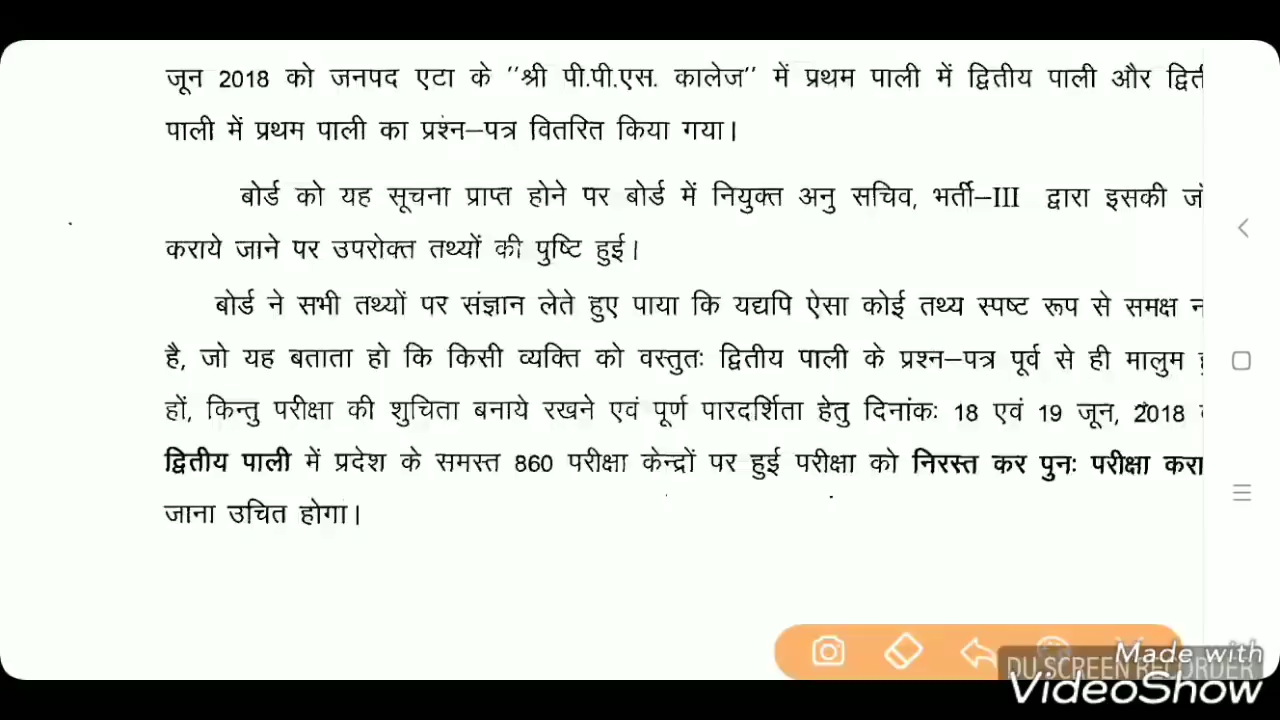 जून 2018 को जनपद एटा के "श्री पी.पी.एस. कालेज" में प्रथम पाली में द्वितीय पाली और
पाली में प्रथम पाली का प्रश्न–पत्र वितरित किया गया।
बोर्ड को यह सूचना प्राप्त होने पर बोर्ड में नियुक्त अनु सचिव, भर्ती–III द्वारा इसकी
कराये जाने पर उपरोक्त तथ्यों की पुष्टि हुई।
बोर्ड ने सभी तथ्यों पर संज्ञान लेते हुए पाया कि यद्यपि ऐसा कोई तथ्य स्पष्ट रूप से समक्ष
है, जो यह बताता हो कि किसी व्यक्ति को वस्तुतः द्वितीय पाली के प्रश्न–पत्र पूर्व से ही मालुम
हों, किन्तु परीक्षा की शुचिता बनाये रखने एवं पूर्ण पारदर्शिता हेतु दिनांकः 18 एवं 19 जून, 2018
द्वितीय पाली में प्रदेश के समस्त 860 परीक्षा केन्द्रों पर हुई परीक्षा को निरस्त कर पुनः परीक्षा करा
जाना उचित होगा।
Made with
DU SCREEN RECORDER
VideoShow